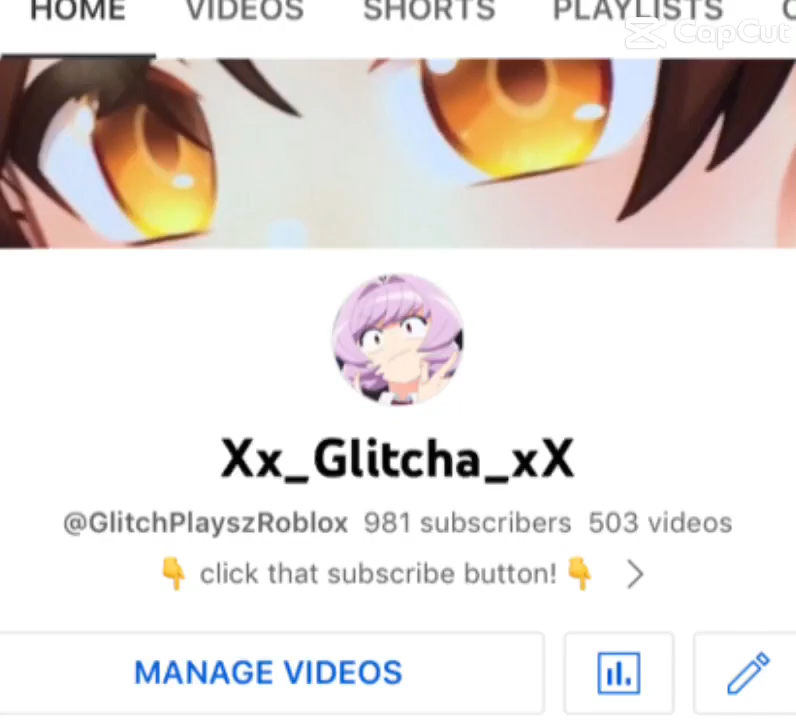 HOME VIDEOS SHORTS PLAYLISTS
CapCut
Xx_Glitcha_xX
@GlitchPlayszRoblox 981 subscribers 503 videos
👇 click that subscribe button! 👇 >
MANAGE VIDEOS